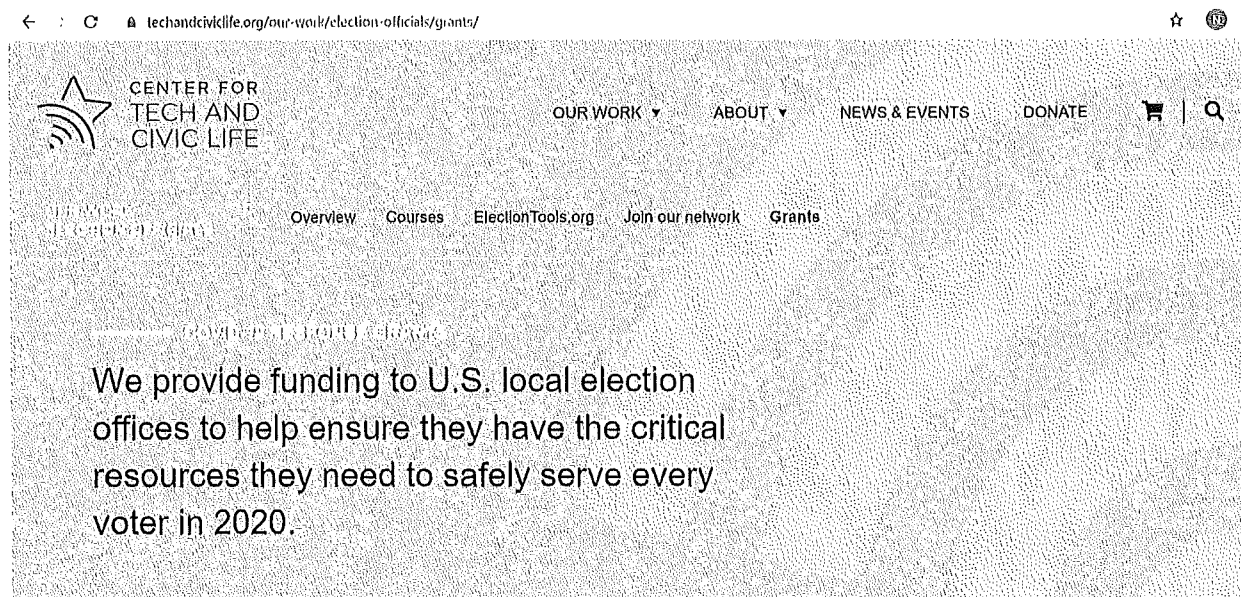 techandciviclife.org/our-work/election-officials/grants/
CENTER FOR
TECH AND
CIVIC LIFE
OUR WORK ▼ ABOUT ▼ NEWS & EVENTS DONATE
Overview Courses ElectionTools.org Join our network Grants
We provide funding to U.S. local election
offices to help ensure they have the critical
resources they need to safely serve every
voter in 2020.